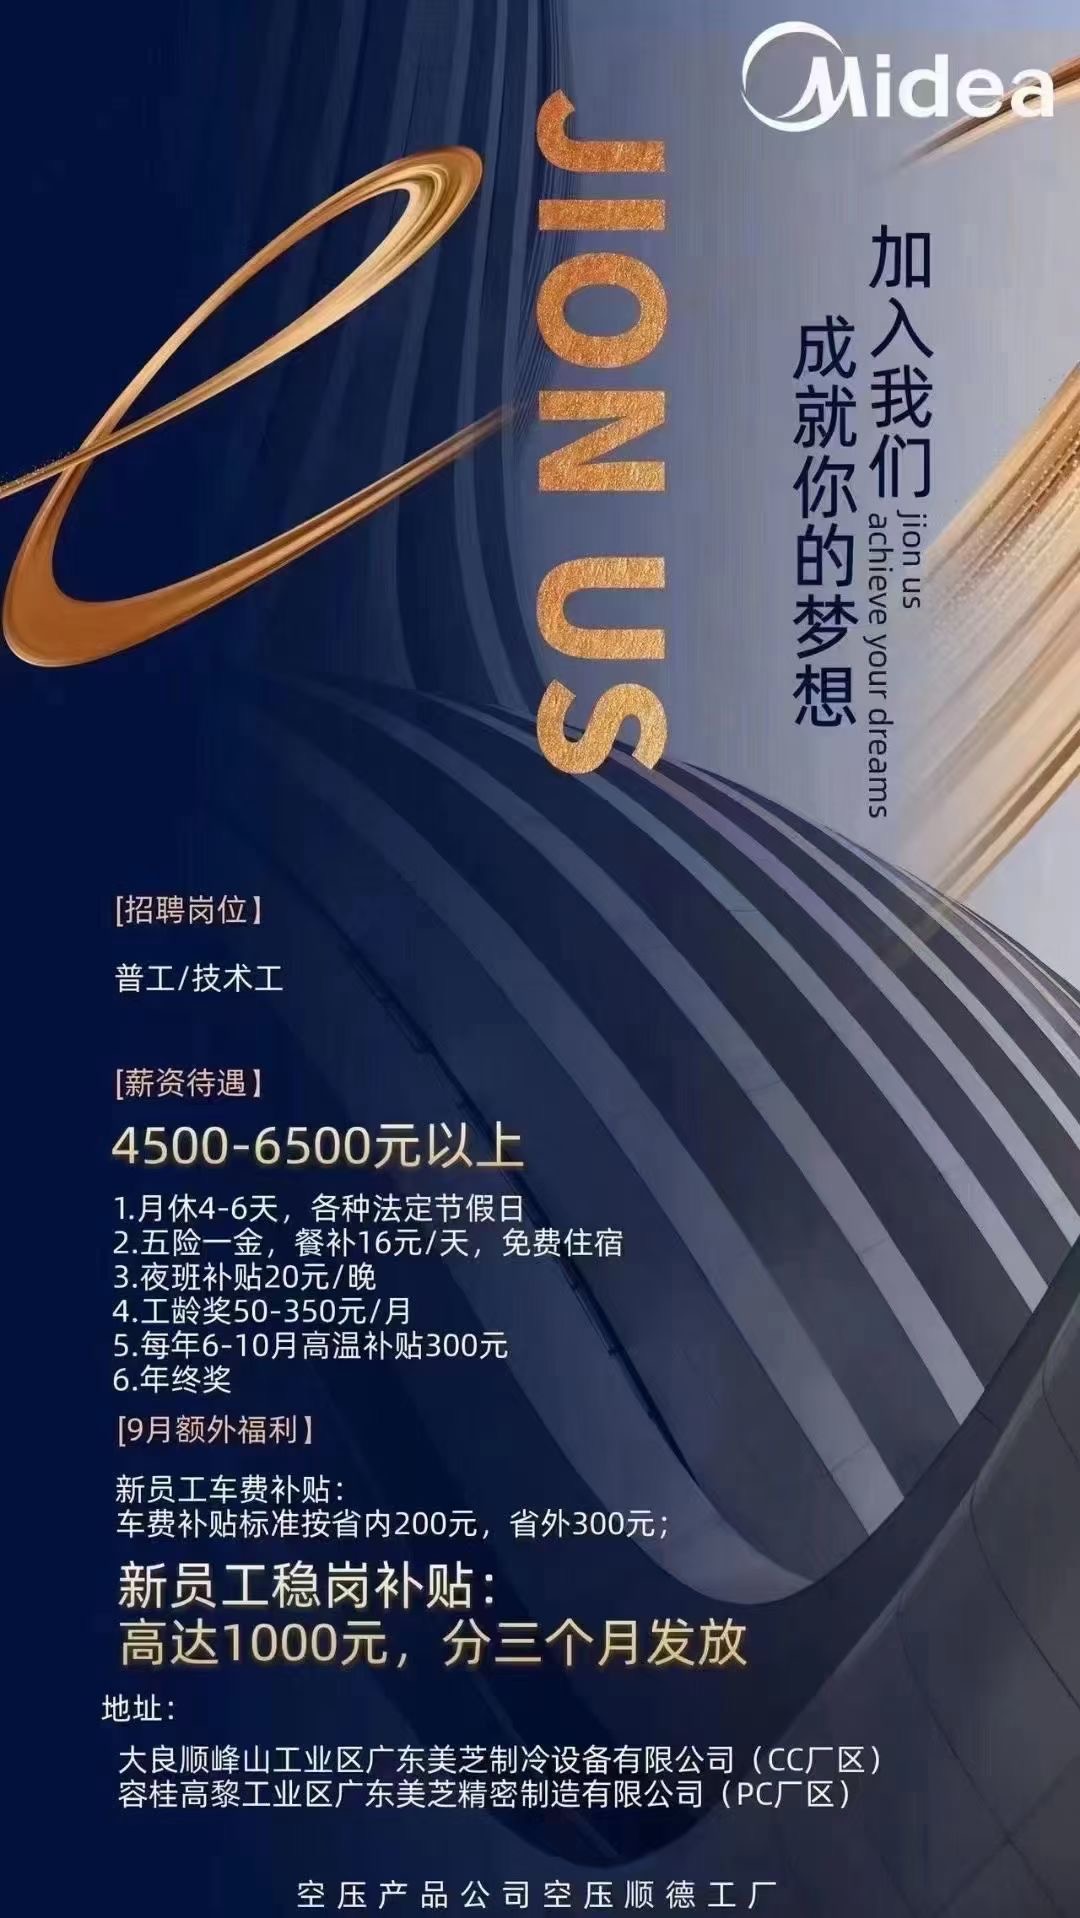 Midea
JION US
加入我们
成就你的梦想
jion us
achieve your dreams
[招聘岗位】
普工/技术工
[薪资待遇】
4500-6500元以上
1.月休4-6天，各种法定节假日
2.五险一金，餐补16元/天，免费住宿
3.夜班补贴20元/晚
4.工龄奖50-350元/月
5.每年6-10月高温补贴300元
6.年终奖
[9月额外福利】
新员工车费补贴：
车费补贴标准按省内200元，省外300元；
新员工稳岗补贴：
高达1000元，分三个月发放
地址：
大良顺峰山工业区广东美芝制冷设备有限公司（CC厂区）
容桂高黎工业区广东美芝精密制造有限公司（PC厂区）
空压产品公司空压顺德工厂